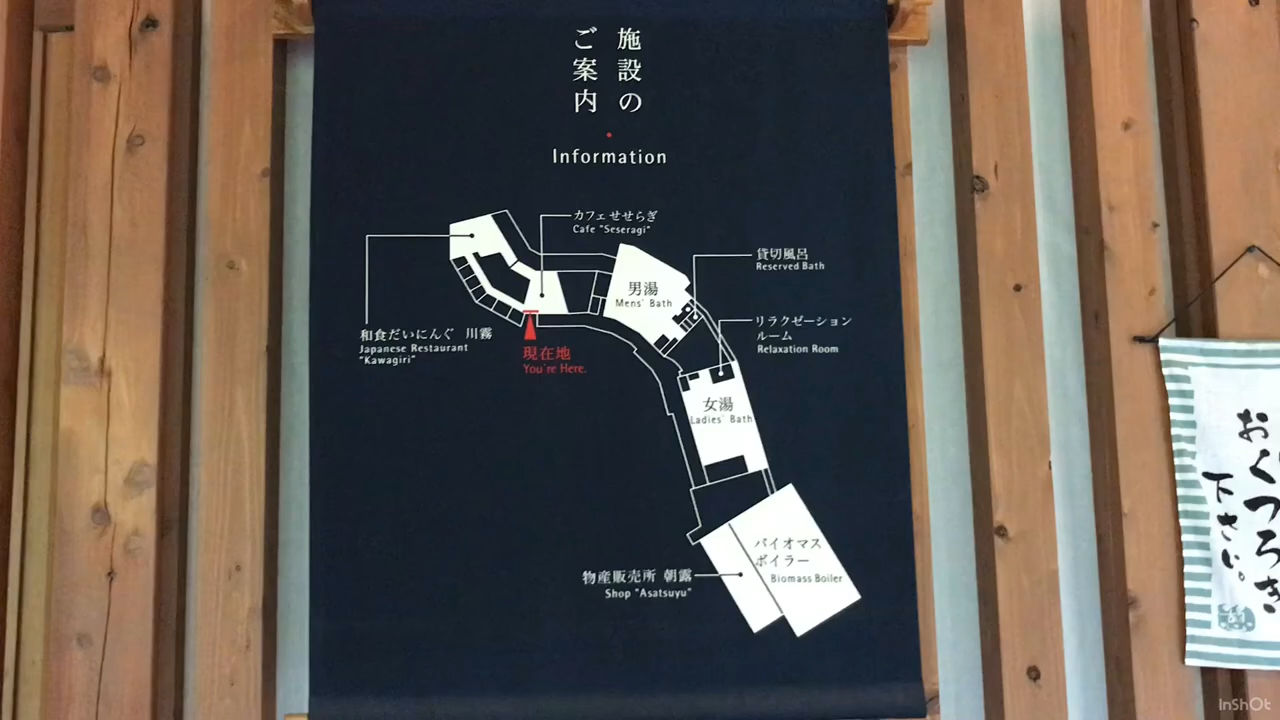 施設の
ご案内
Information
カフェ せせらぎ
Cafe "Seseragi"
貸切風呂
Reserved Bath
男湯
Mens' Bath
リラクゼーション
ルーム
Relaxation Room
和食だいにんぐ 川霧
Japanese Restaurant
"Kawagiri"
現在地
You're Here.
女湯
Ladies' Bath
バイオマス
ボイラー
Biomass Boiler
物産販売所 朝露
Shop "Asatsuyu"
おくつろぎ
下さい。
InShOt